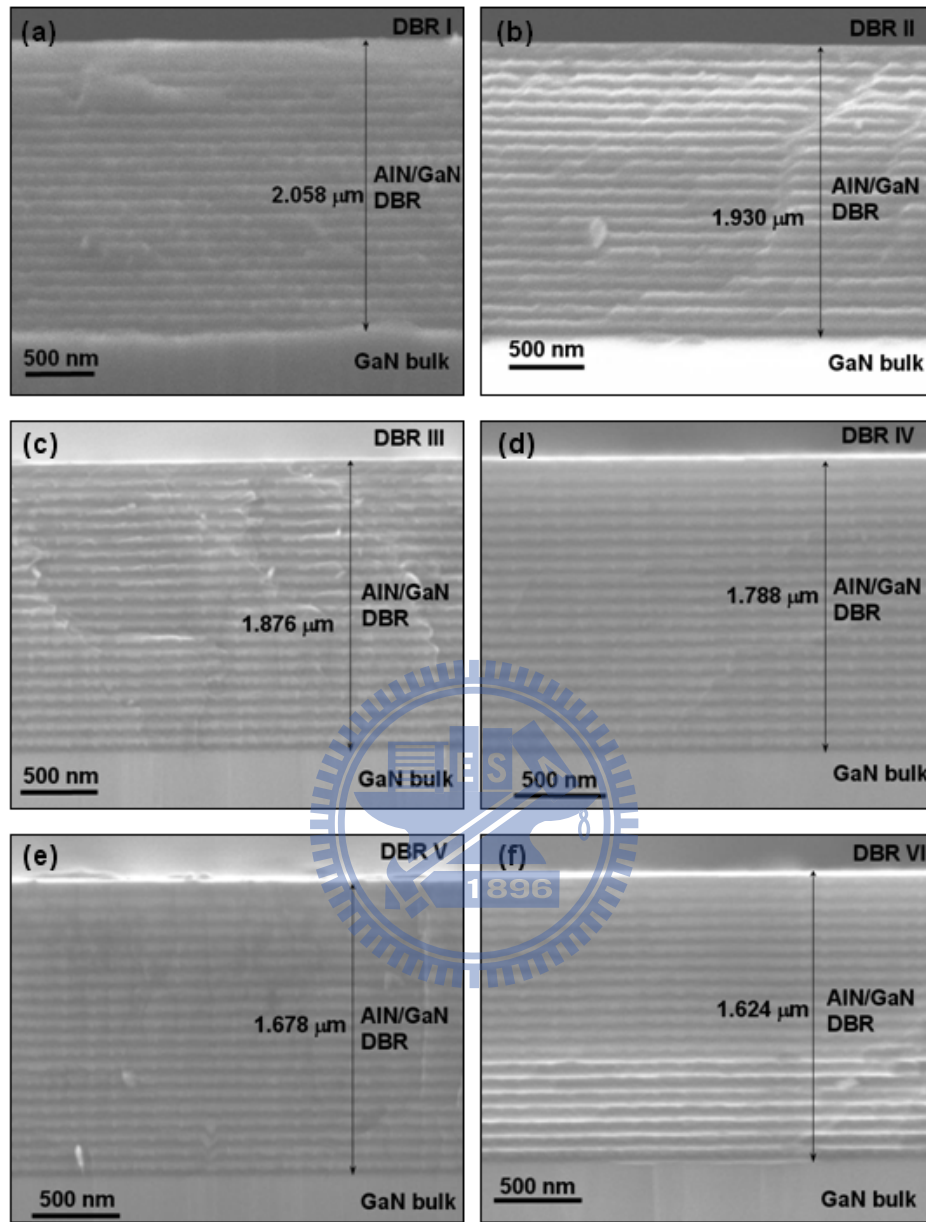 (a)
DBR I
2.058 µm
AlN/GaN
DBR
500 nm
GaN bulk
(b)
DBR II
1.930 µm
AlN/GaN
DBR
500 nm
GaN bulk
(c)
DBR III
1.876 µm
AlN/GaN
DBR
500 nm
GaN bulk
(d)
DBR IV
1.788 µm
AlN/GaN
DBR
500 nm
GaN bulk
(e)
DBR V
1.678 µm
AlN/GaN
DBR
500 nm
(f)
DBR VI
1.624 µm
AlN/GaN
DBR
500 nm
GaN bulk
ES
1896